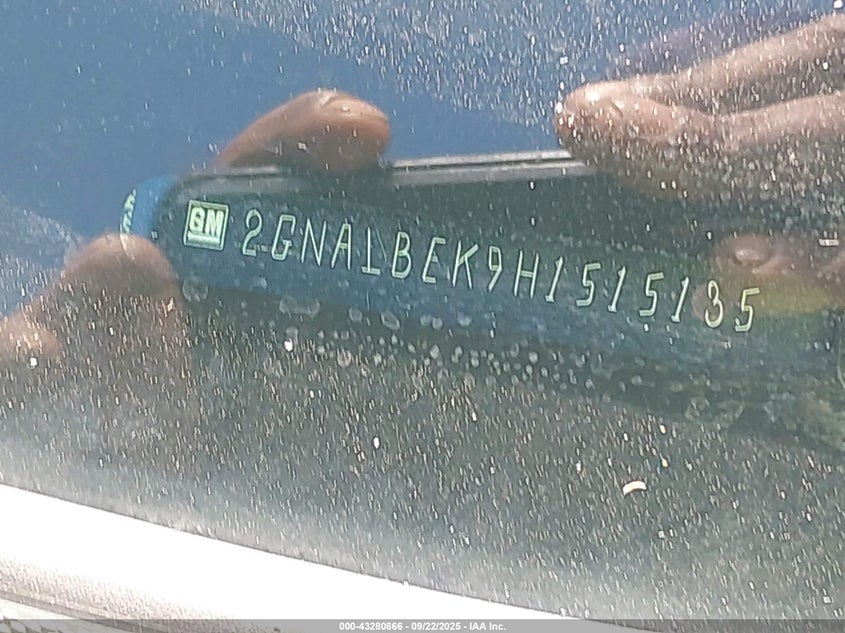 GM 2GNALBEK9H1515135
000-43280866 - 09/22/2025 - IAA Inc.